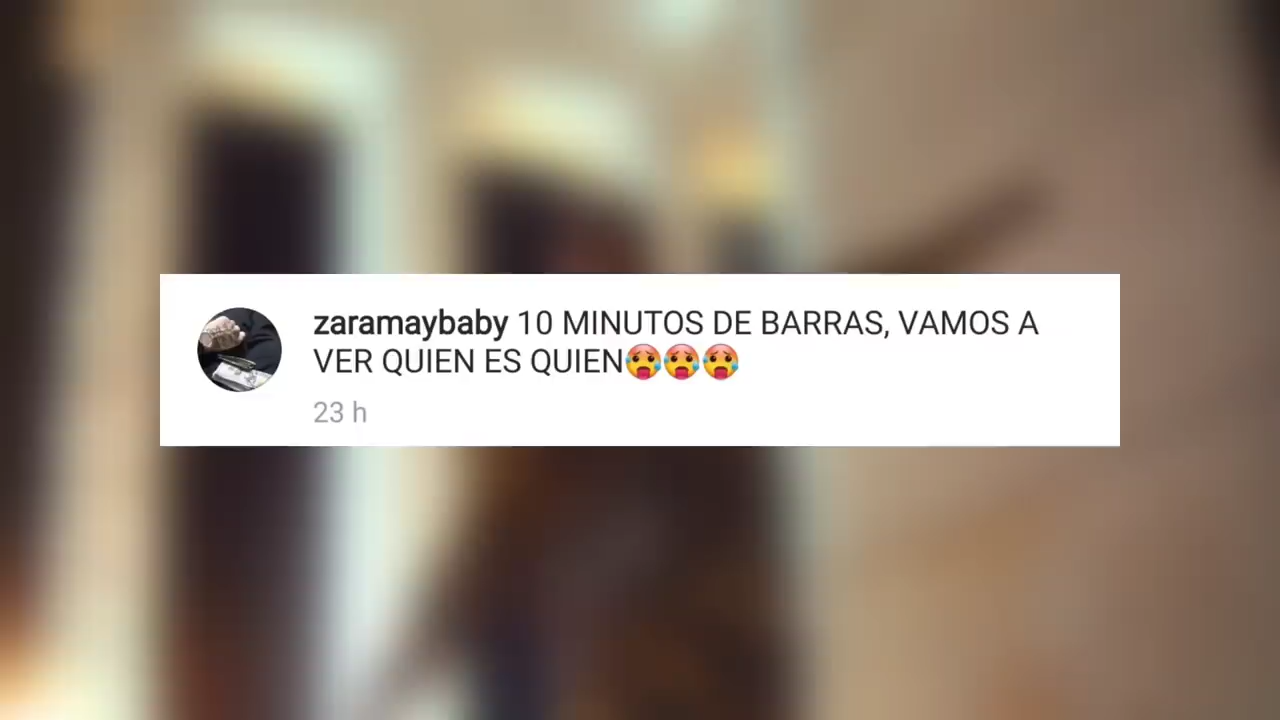 zaramaybaby 10 MINUTOS DE BARRAS, VAMOS A
VER QUIEN ES QUIEN🥵🥵🥵
23 h